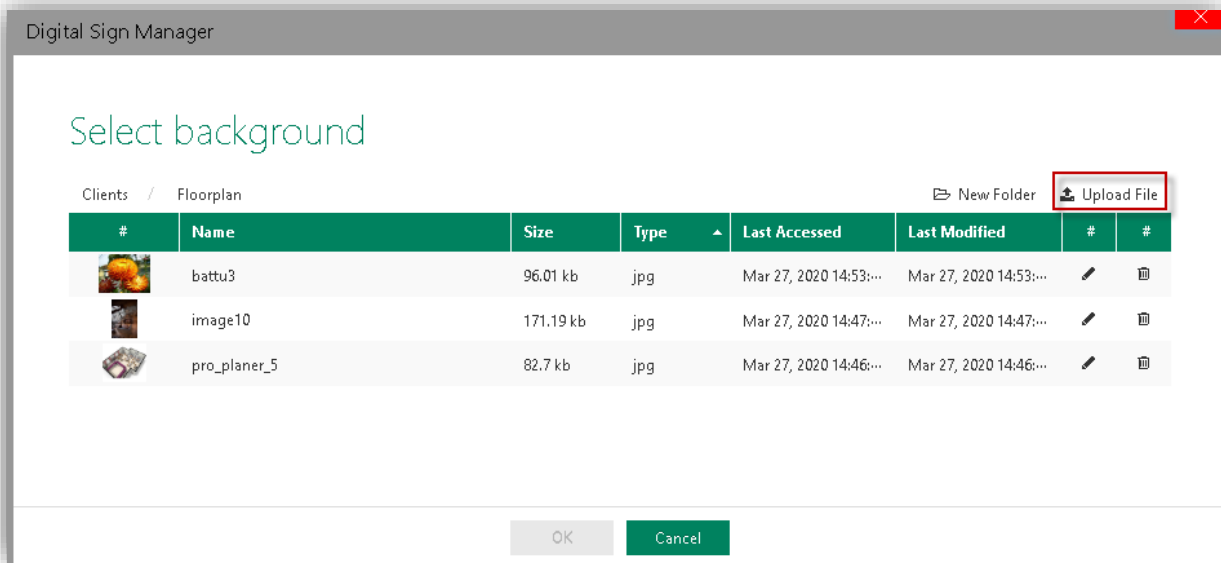 Digital Sign Manager
Select background
Clients / Floorplan New Folder Upload File
# Name Size Type Last Accessed Last Modified # #
battu3 96.01 kb jpg Mar 27, 2020 14:53:··· Mar 27, 2020 14:53:···
image10 171.19 kb jpg Mar 27, 2020 14:47:··· Mar 27, 2020 14:47:···
pro_planer_5 82.7 kb jpg Mar 27, 2020 14:46:··· Mar 27, 2020 14:46:···
OK Cancel